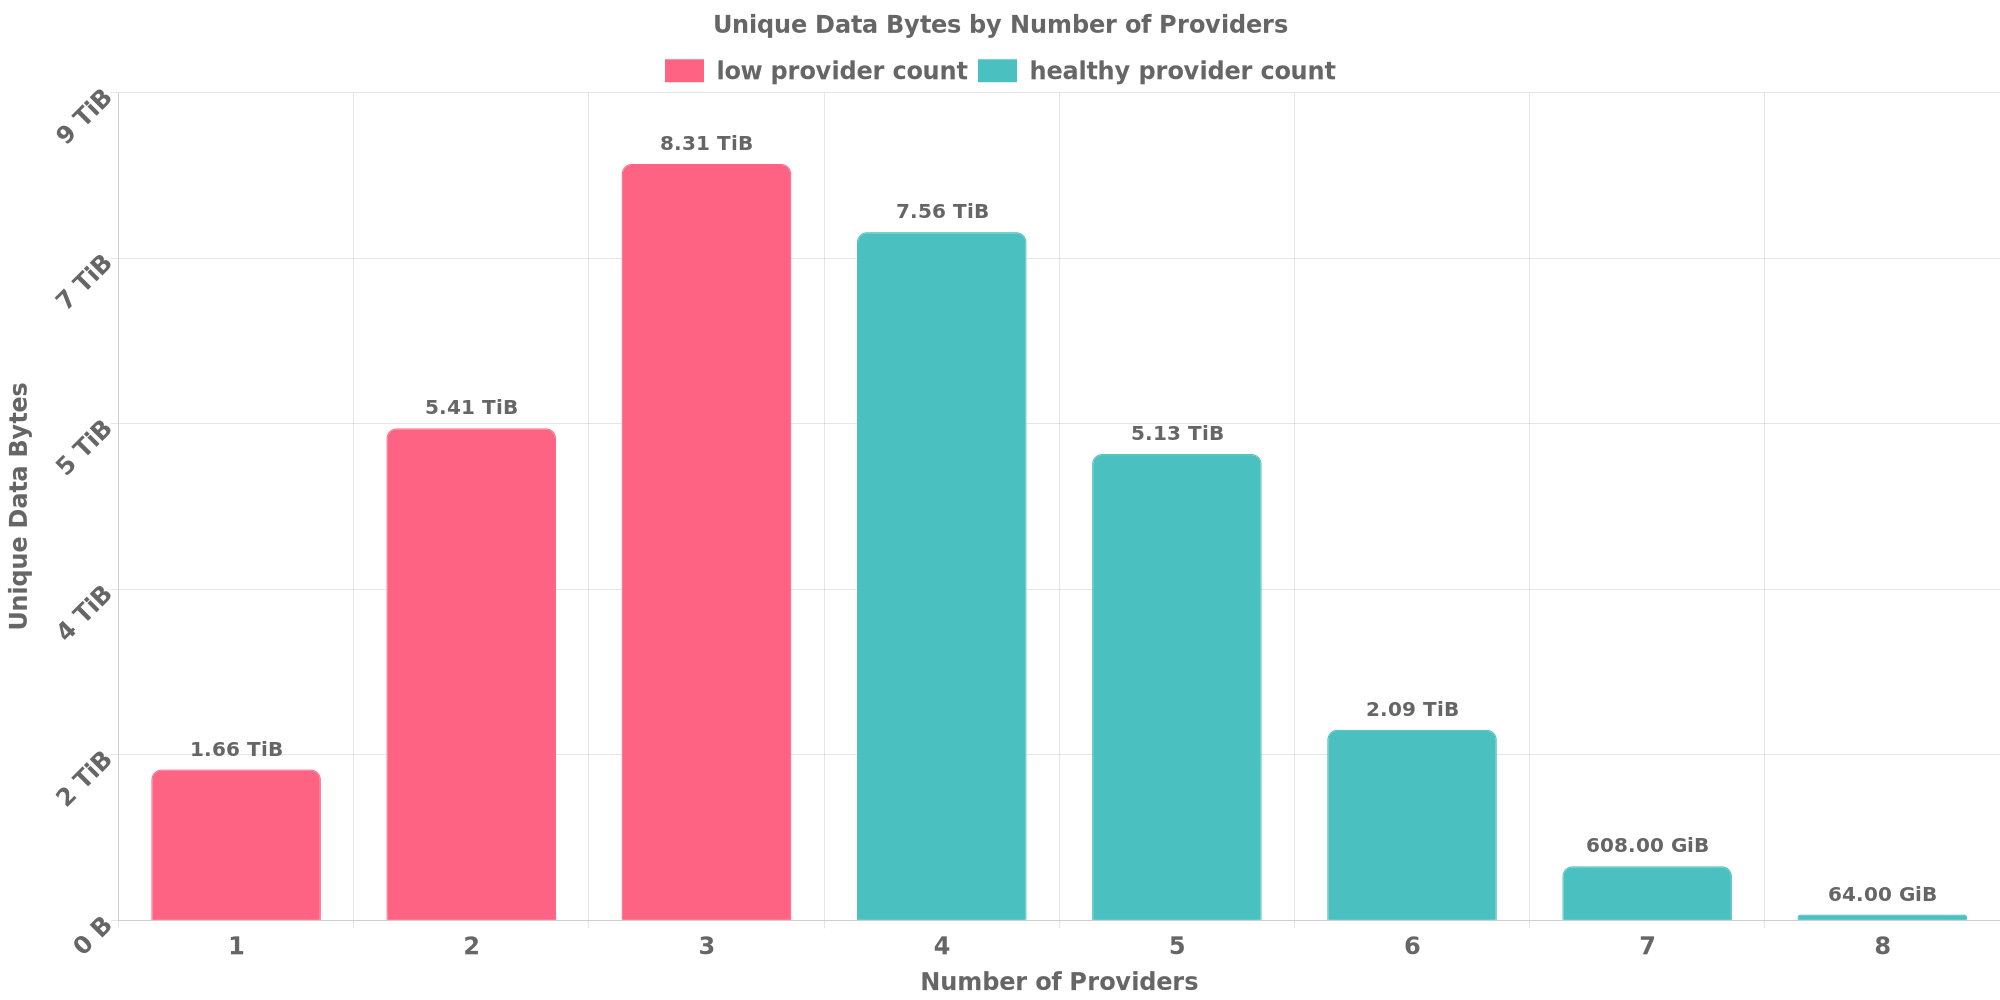 Unique Data Bytes by Number of Providers
low provider count healthy provider count
9 TiB
7 TiB
5 TiB
4 TiB
2 TiB
0 B
Unique Data Bytes
1.66 TiB
5.41 TiB
8.31 TiB
7.56 TiB
5.13 TiB
2.09 TiB
608.00 GiB
64.00 GiB
1 2 3 4 5 6 7 8
Number of Providers